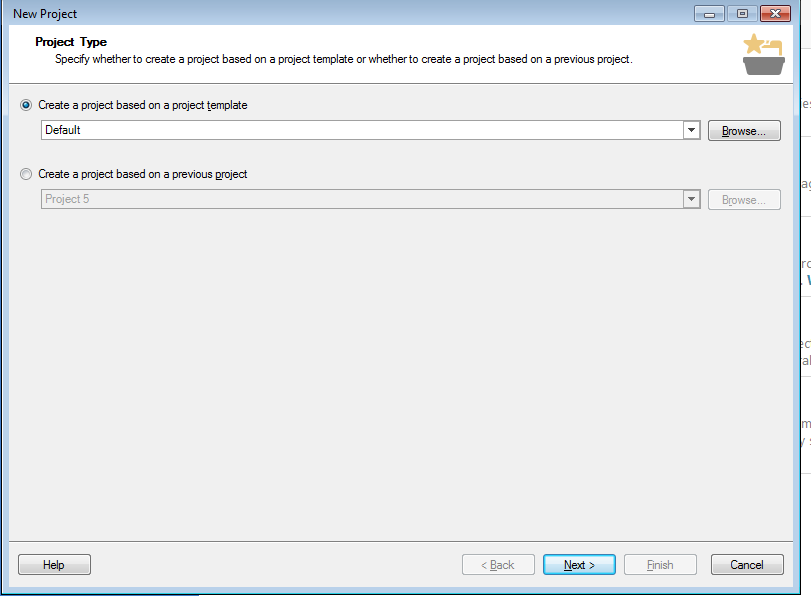 New Project
Project Type
Specify whether to create a project based on a project template or whether to create a project based on a previous project.
Create a project based on a project template
Default
Browse...
Create a project based on a previous project
Project 5
Browse...
Help
< Back
Next >
Finish
Cancel